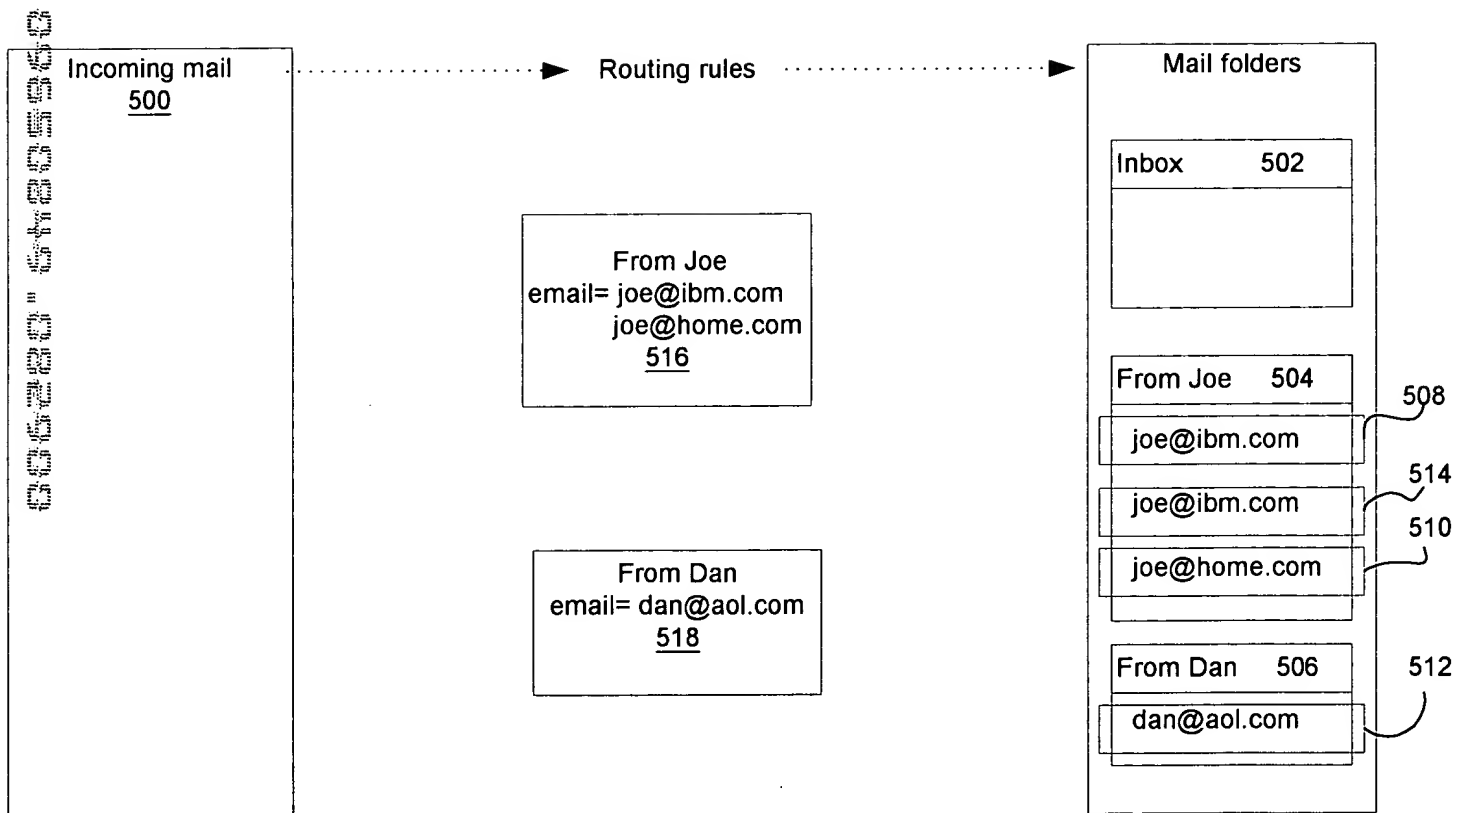 Incoming mail
500
Routing rules
Mail folders
Inbox 502
From Joe
email= joe@ibm.com
joe@home.com
516
From Joe 504
508
joe@ibm.com
514
joe@ibm.com
510
joe@home.com
From Dan
email= dan@aol.com
518
From Dan 506
512
dan@aol.com